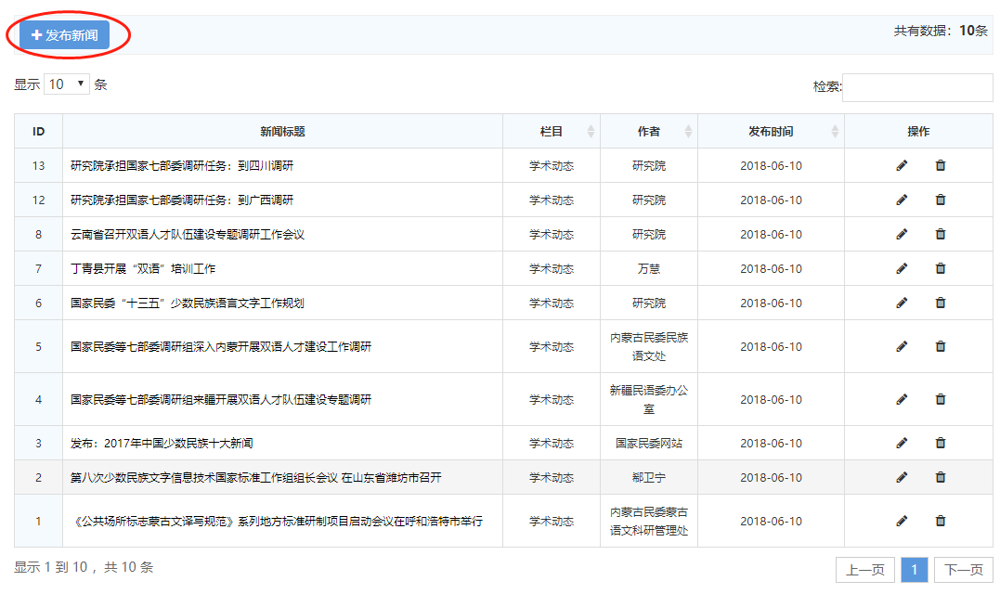 发布新闻
共有数据：10条
显示 10 条
检索:
ID 新闻标题 栏目 作者 发布时间 操作
13 研究院承担国家七部委调研任务：到四川调研 学术动态 研究院 2018-06-10
12 研究院承担国家七部委调研任务：到广西调研 学术动态 研究院 2018-06-10
8 云南省召开双语人才队伍建设专题调研工作会议 学术动态 研究院 2018-06-10
7 丁青县开展“双语”培训工作 学术动态 万慧 2018-06-10
6 国家民委“十三五”少数民族语言文字工作规划 学术动态 研究院 2018-06-10
5 国家民委等七部委调研组深入内蒙开展双语人才建设工作调研 学术动态 内蒙古民委民族
语文处 2018-06-10
4 国家民委等七部委调研组来疆开展双语人才队伍建设专题调研 学术动态 新疆民语委办公
室 2018-06-10
3 发布：2017年中国少数民族十大新闻 学术动态 国家民委网站 2018-06-10
2 第八次少数民族文字信息技术国家标准工作组组长会议 在山东省潍坊市召开 学术动态 郗卫宁 2018-06-10
1 《公共场所标志蒙古文译写规范》系列地方标准研制项目启动会议在呼和浩特市举行 学术动态 内蒙古民委蒙古
语文科研管理处 2018-06-10
显示 1 到 10 ，共 10 条
上一页 1 下一页